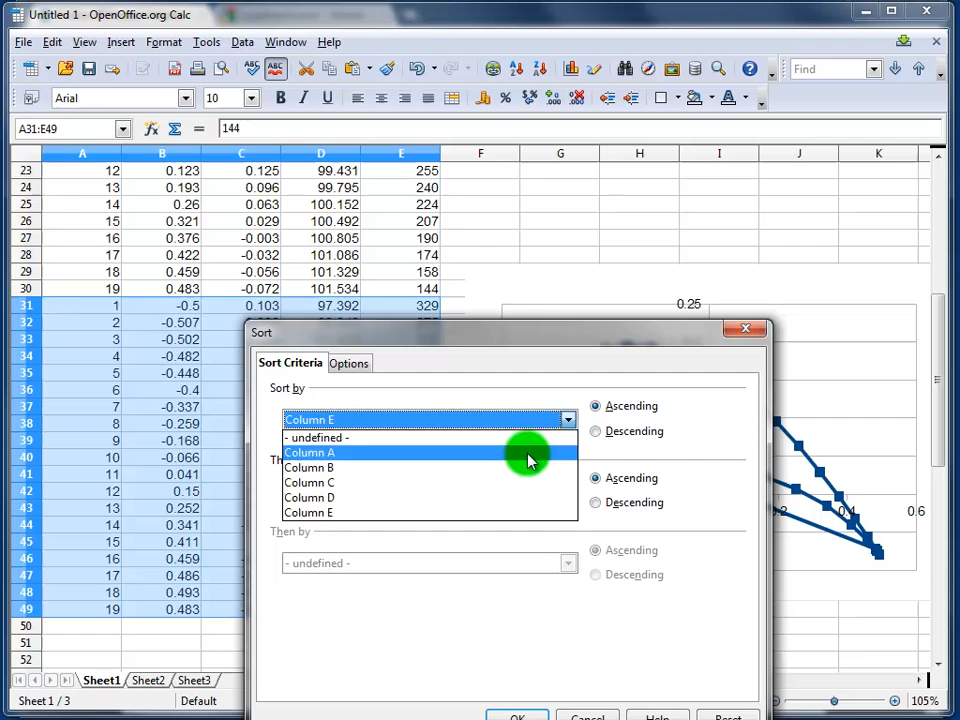 Untitled 1 - OpenOffice.org Calc
File Edit View Insert Format Tools Data Window Help
ABC ABC Find
Arial 10 B I U % A
A31:E49 144
A B C D E F G H I J K
23 12 0.123 0.125 99.431 255
24 13 0.193 0.096 99.795 240
25 14 0.26 0.063 100.152 224
26 15 0.321 0.029 100.492 207
27 16 0.376 -0.003 100.805 190
28 17 0.422 -0.032 101.086 174
29 18 0.459 -0.056 101.329 158
30 19 0.483 -0.072 101.534 144
31 1 -0.5 0.103 97.392 329
0.25
32 2 -0.507
33 3 -0.502
34 4 -0.482
35 5 -0.448
36 6 -0.4
37 7 -0.337
38 8 -0.259
39 9 -0.168
40 10 -0.066
41 11 0.041
42 12 0.15
43 13 0.252
44 14 0.341
45 15 0.411
46 16 0.459
47 17 0.486
48 18 0.493
49 19 0.483
50
51
52
Sort
Sort Criteria Options
Sort by
Column E
Ascending
Descending
- undefined -
Column A
Column B
Column C
Column D
Column E
Ascending
Descending
Then by
- undefined -
Ascending
Descending
OK Cancel Help Reset
0.4 0.6
Sheet1 Sheet2 Sheet3
Sheet 1 / 3 Default 105%